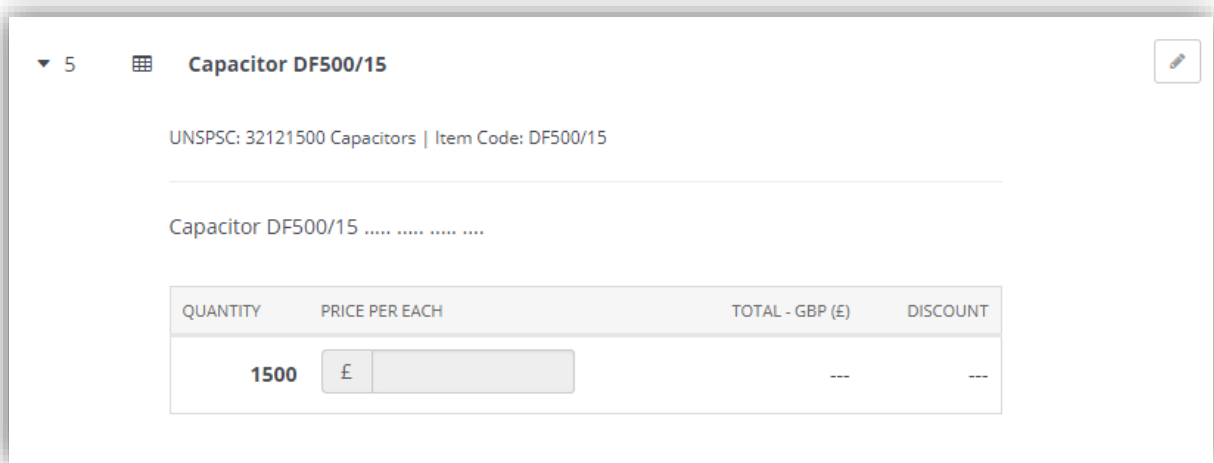 5 Capacitor DF500/15
UNSPSC: 32121500 Capacitors | Item Code: DF500/15
Capacitor DF500/15 ..... ..... ..... ....
QUANTITY PRICE PER EACH TOTAL - GBP (£) DISCOUNT
1500 £ --- ---